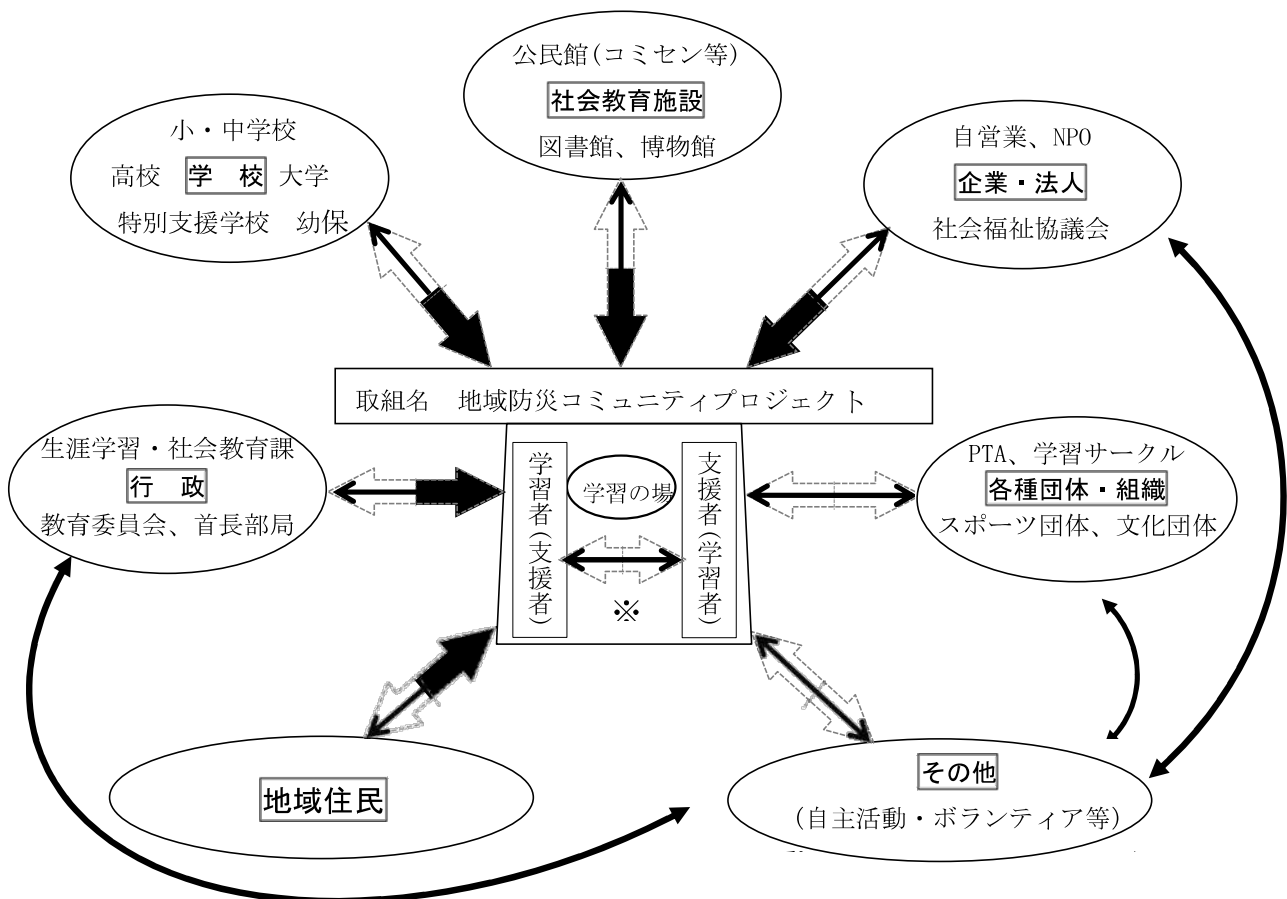 公民館(コミセン等)
社会教育施設
図書館、博物館
小・中学校
高校 学 校 大学
特別支援学校 幼保
自営業、NPO
企業・法人
社会福祉協議会
取組名 地域防災コミュニティプロジェクト
生涯学習・社会教育課
行 政
教育委員会、首長部局
学習者(支援者)
学習の場
※
支援者(学習者)
PTA、学習サークル
各種団体・組織
スポーツ団体、文化団体
地域住民
その他
(自主活動・ボランティア等)